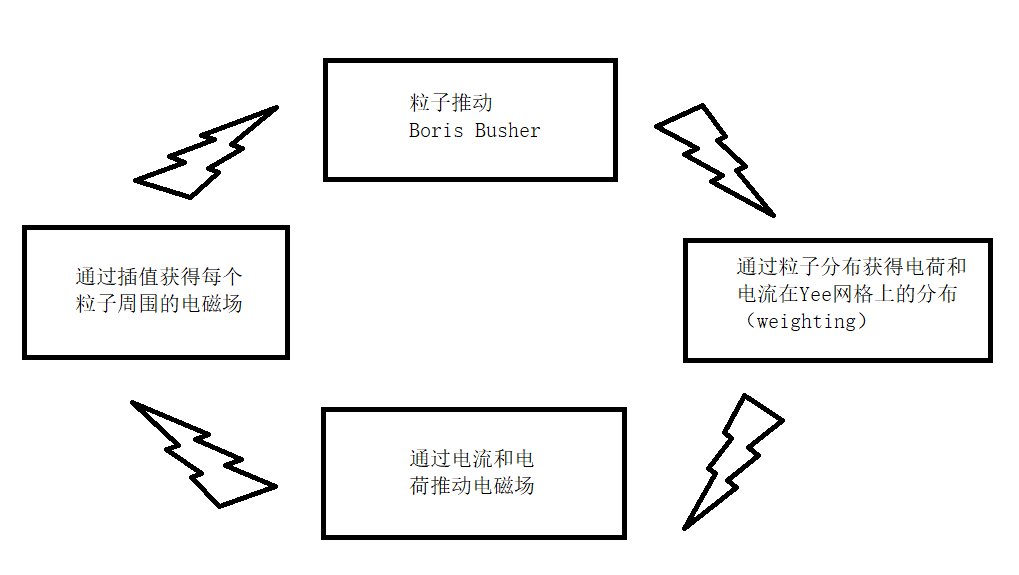 粒子推动
Boris Busher
通过插值获得每个
粒子周围的电磁场
通过粒子分布获得电荷和
电流在Yee网格上的分布
（weighting）
通过电流和电
荷推动电磁场